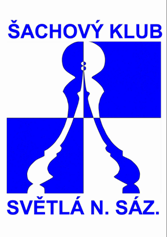 ŠACHOVÝ KLUB
SVĚTLÁ N. SÁZ.